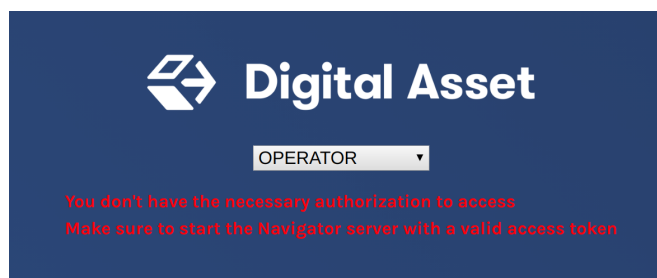 Digital Asset
OPERATOR
You don't have the necessary authorization to access
Make sure to start the Navigator server with a valid access token